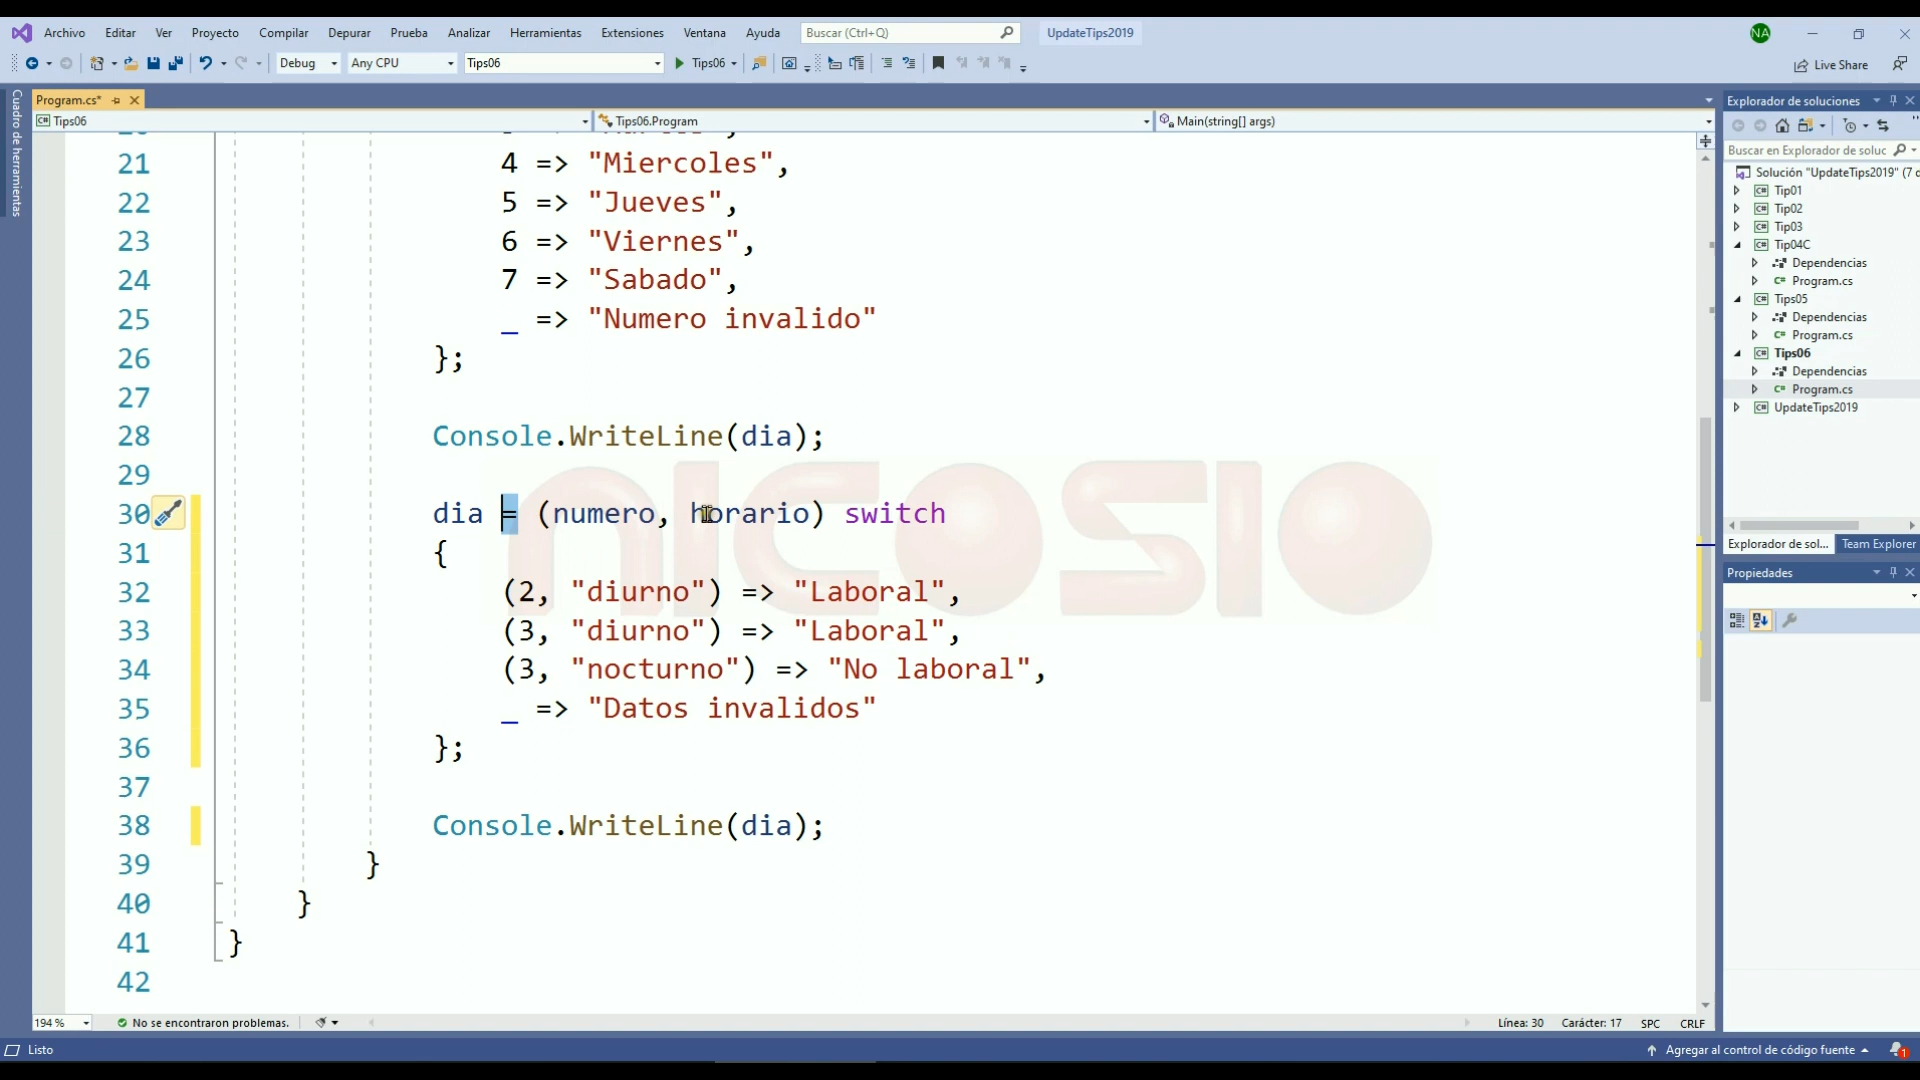 Archivo Editar Ver Proyecto Compilar Depurar Prueba Analizar Herramientas Extensiones Ventana Ayuda Buscar (Ctrl+Q) UpdateTips2019 NA
Debug Any CPU Tips06 Tips06 Live Share
Cuadro de herramientas
Program.cs*
Tips06 Tips06.Program Main(string[] args)
21 4 => "Miercoles",
22 5 => "Jueves",
23 6 => "Viernes",
24 7 => "Sabado",
25 _ => "Numero invalido"
26 };
27
28 Console.WriteLine(dia);
29
30 dia = (numero, horario) switch
31 {
32 (2, "diurno") => "Laboral",
33 (3, "diurno") => "Laboral",
34 (3, "nocturno") => "No laboral",
35 _ => "Datos invalidos"
36 };
37
38 Console.WriteLine(dia);
39 }
40 }
41 }
42
NICOSIO
194 % No se encontraron problemas. Línea: 30 Carácter: 17 SPC CRLF
Explorador de soluciones
Buscar en Explorador de soluc
Solución "UpdateTips2019" (7 d
Tip01
Tip02
Tip03
Tip04C
Dependencias
Program.cs
Tips05
Dependencias
Program.cs
Tips06
Dependencias
Program.cs
UpdateTips2019
Explorador de sol... Team Explorer
Propiedades
Listo Agregar al control de código fuente 1